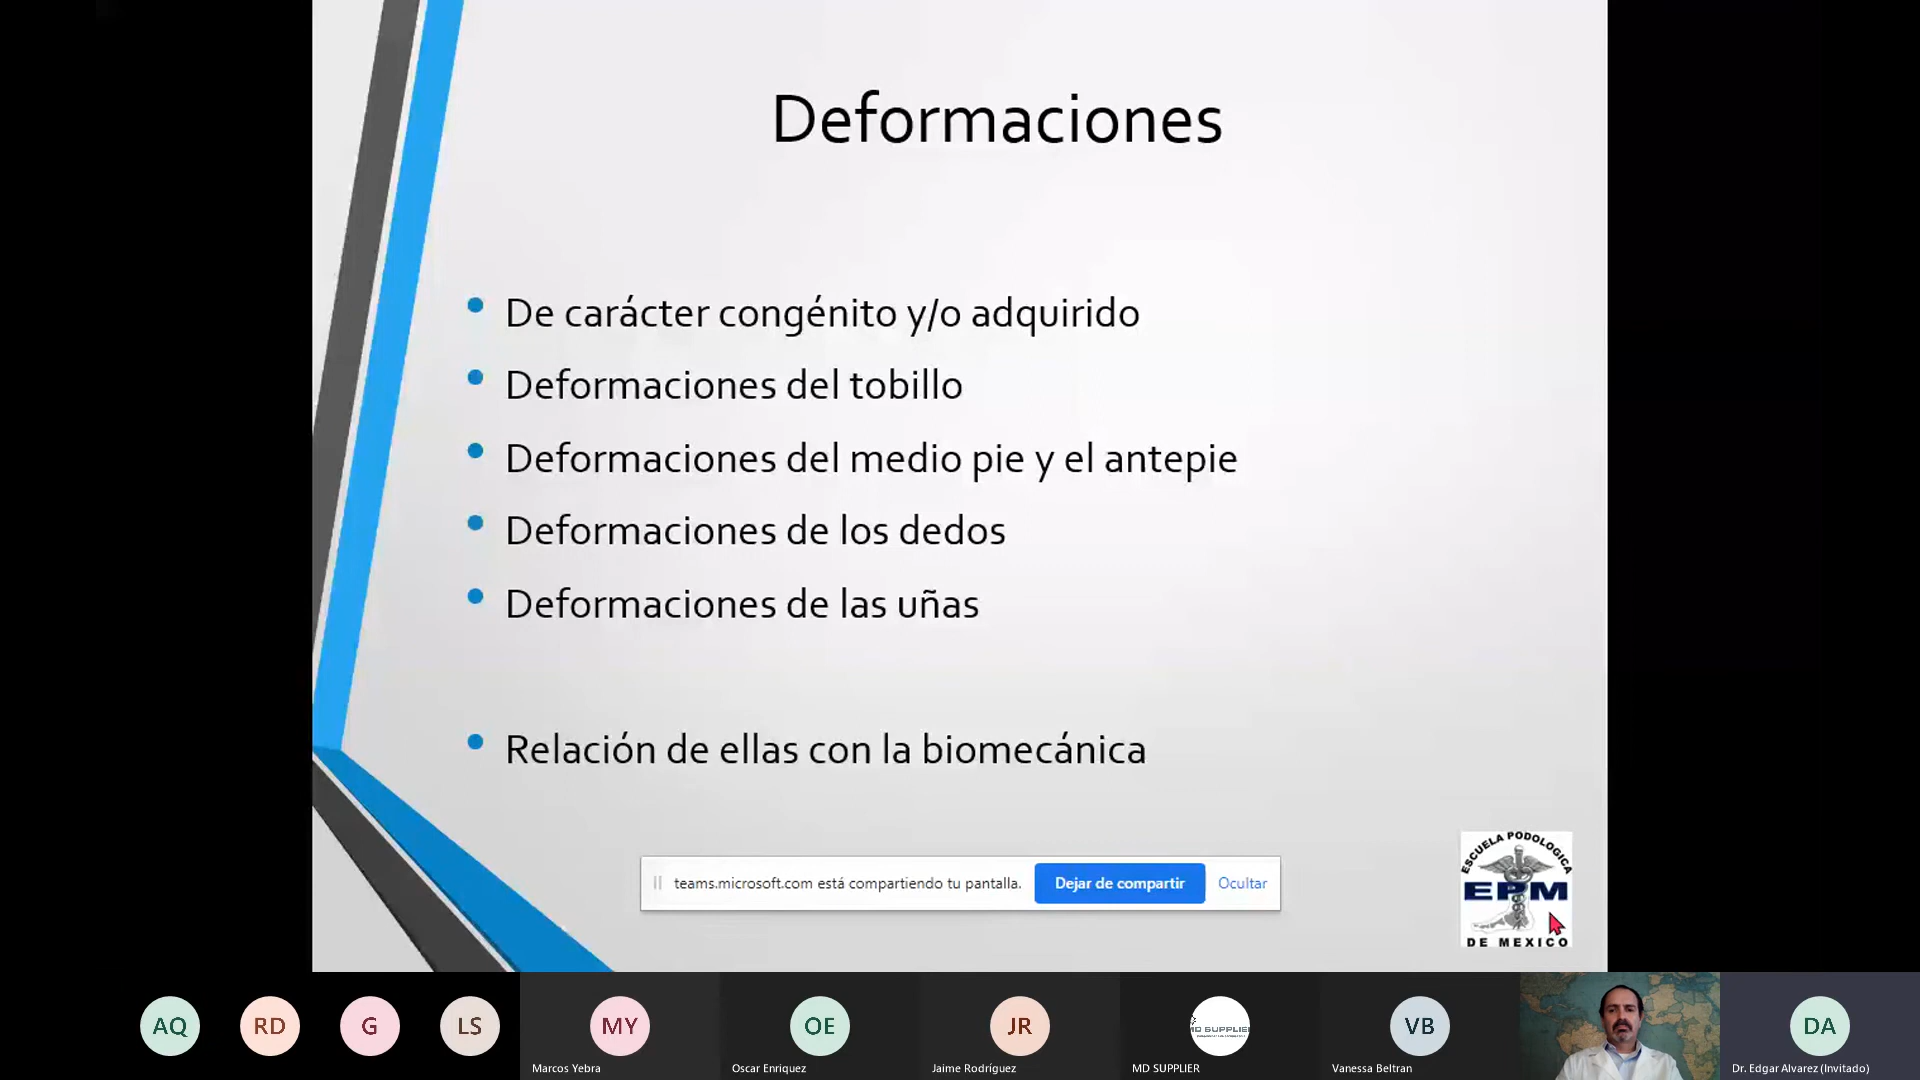 Deformaciones
De carácter congénito y/o adquirido
Deformaciones del tobillo
Deformaciones del medio pie y el antepie
Deformaciones de los dedos
Deformaciones de las uñas
Relación de ellas con la biomecánica
teams.microsoft.com está compartiendo tu pantalla.
Dejar de compartir
Ocultar
ESCUELA PODOLOGICA
EPM
DE MEXICO
AQ
RD
G
LS
MY
OE
JR
MD SUPPLIER
VB
DA
Marcos Yebra
Oscar Enriquez
Jaime Rodríguez
MD SUPPLIER
Vanessa Beltran
Dr. Edgar Alvarez (Invitado)